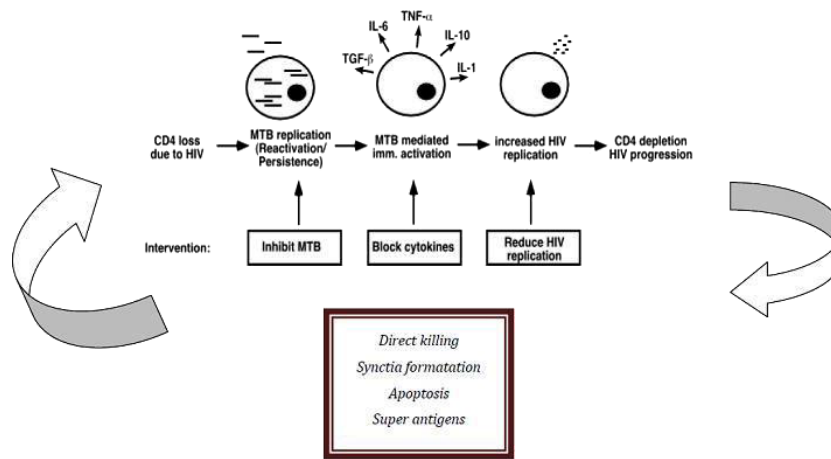 TNF-α
IL-6
IL-10
TGF-β
IL-1
CD4 loss
due to HIV
MTB replication
(Reactivation/
Persistence)
MTB mediated
imm. activation
increased HIV
replication
CD4 depletion
HIV progression
Intervention:
Inhibit MTB
Block cytokines
Reduce HIV
replication
Direct killing
Synctia formatation
Apoptosis
Super antigens